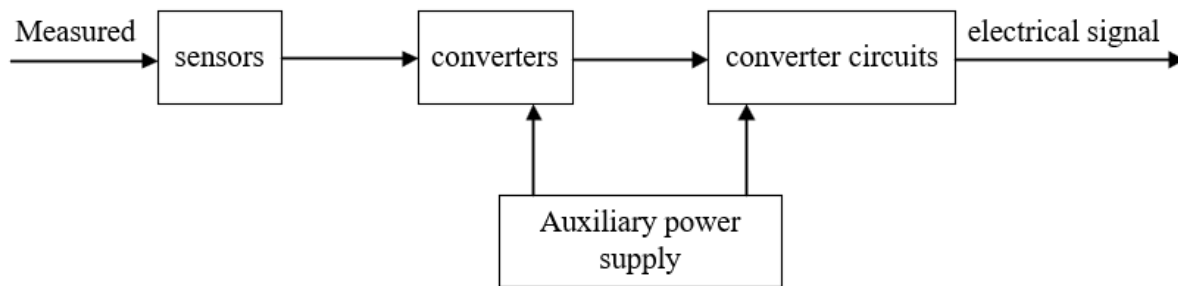 Measured
sensors
converters
converter circuits
electrical signal
Auxiliary power
supply